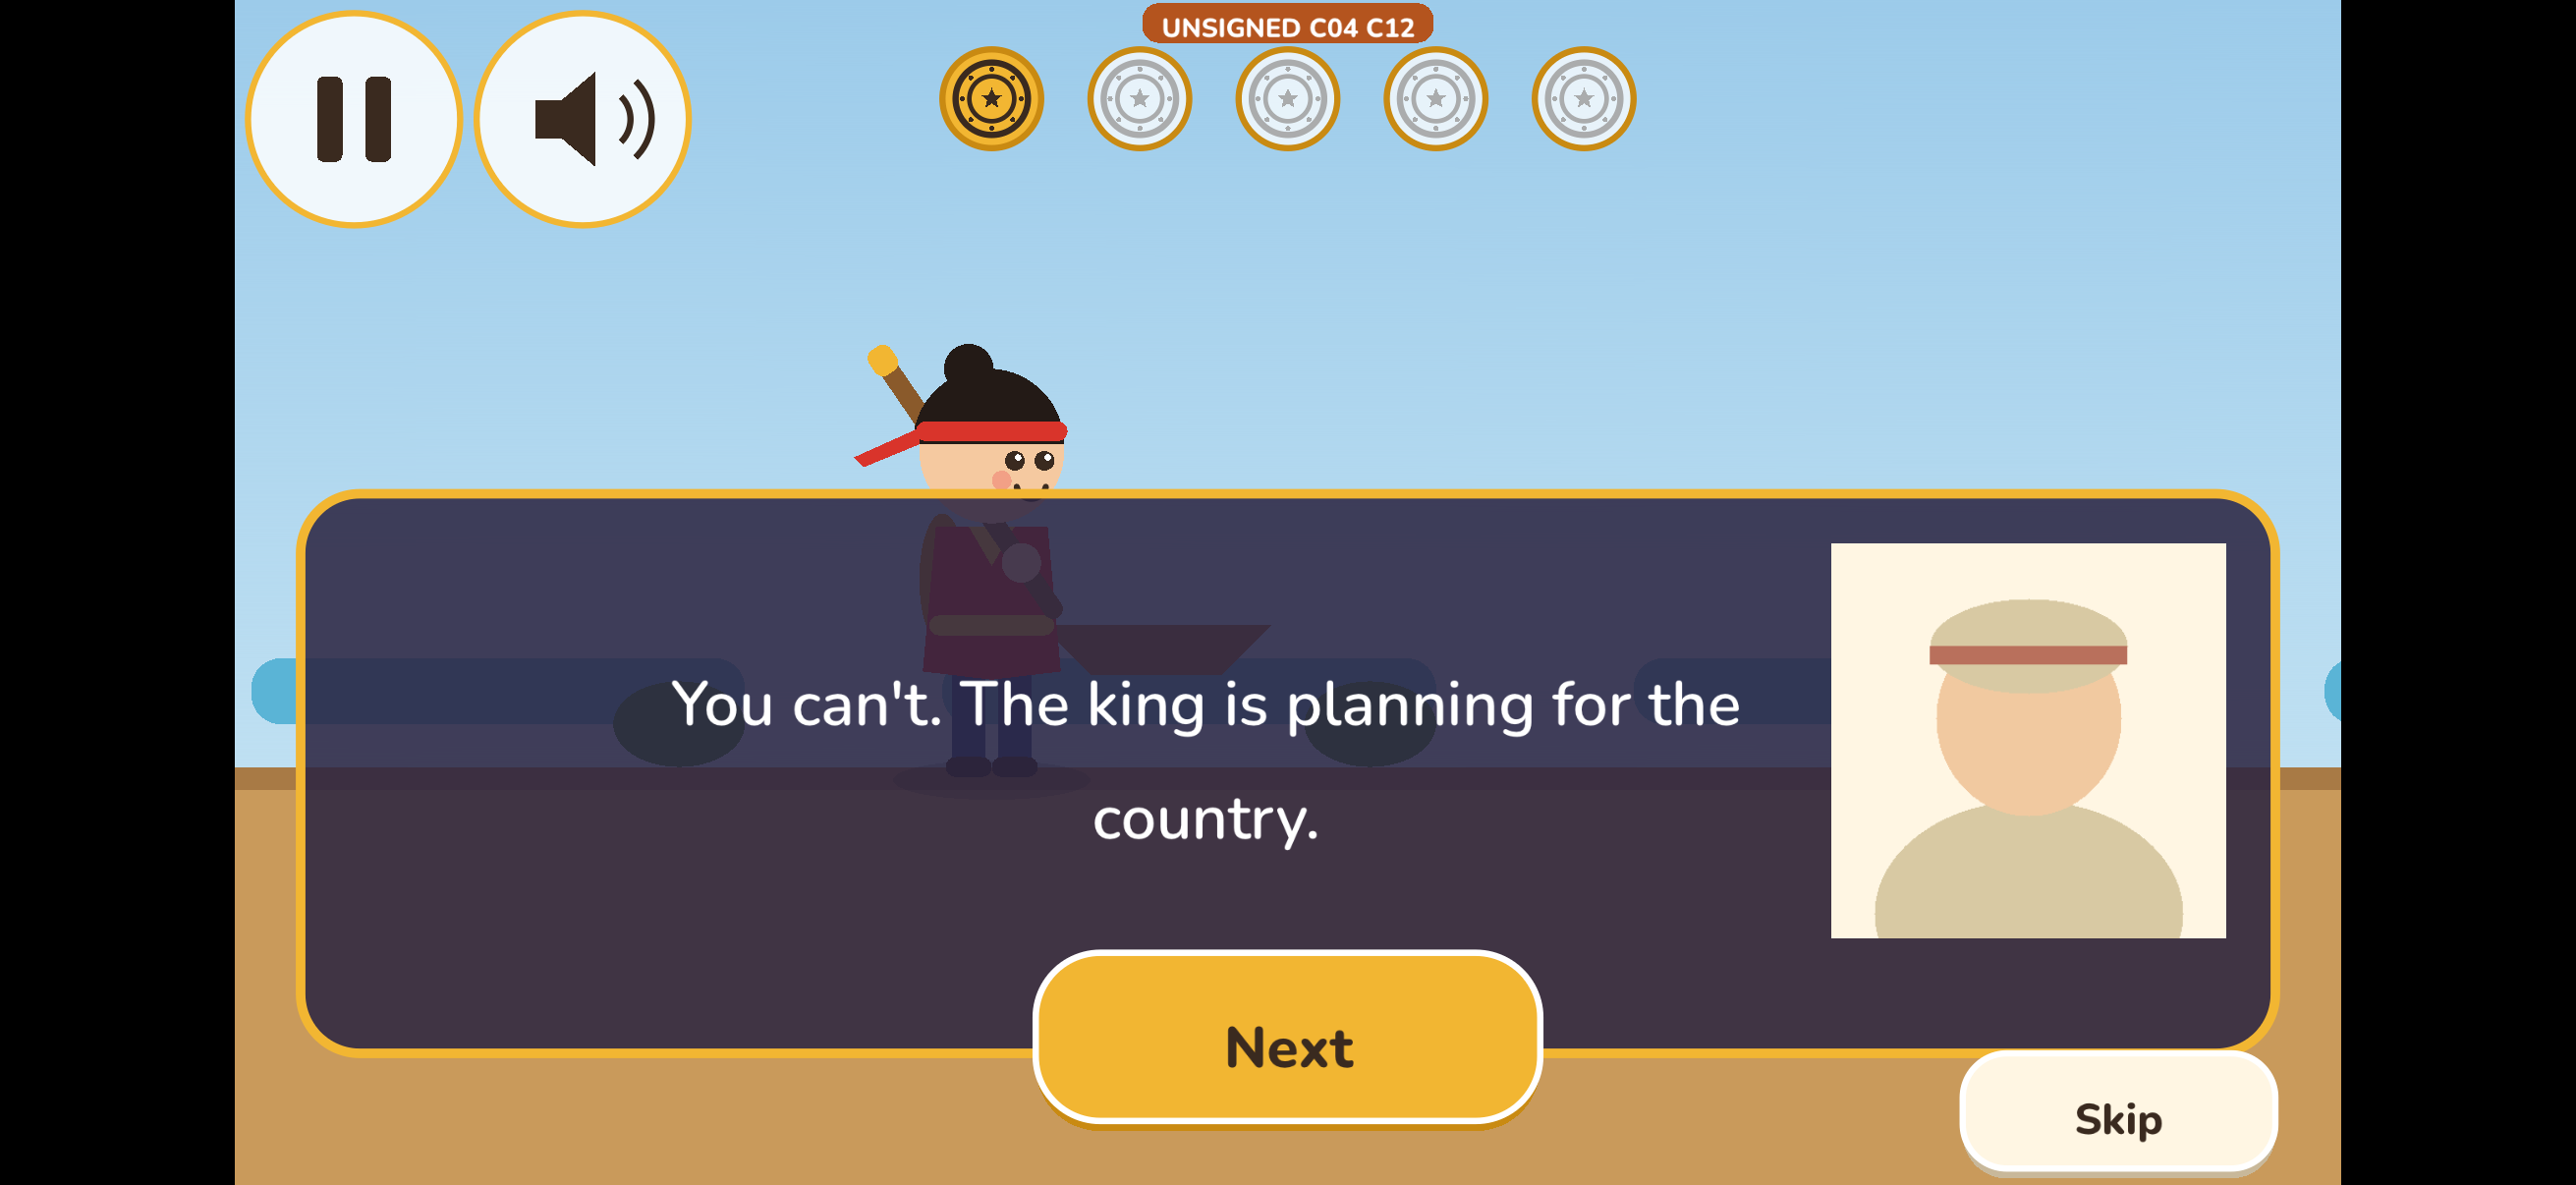 UNSIGNED C04 C12
You can't. The king is planning for the
country.
Next
Skip